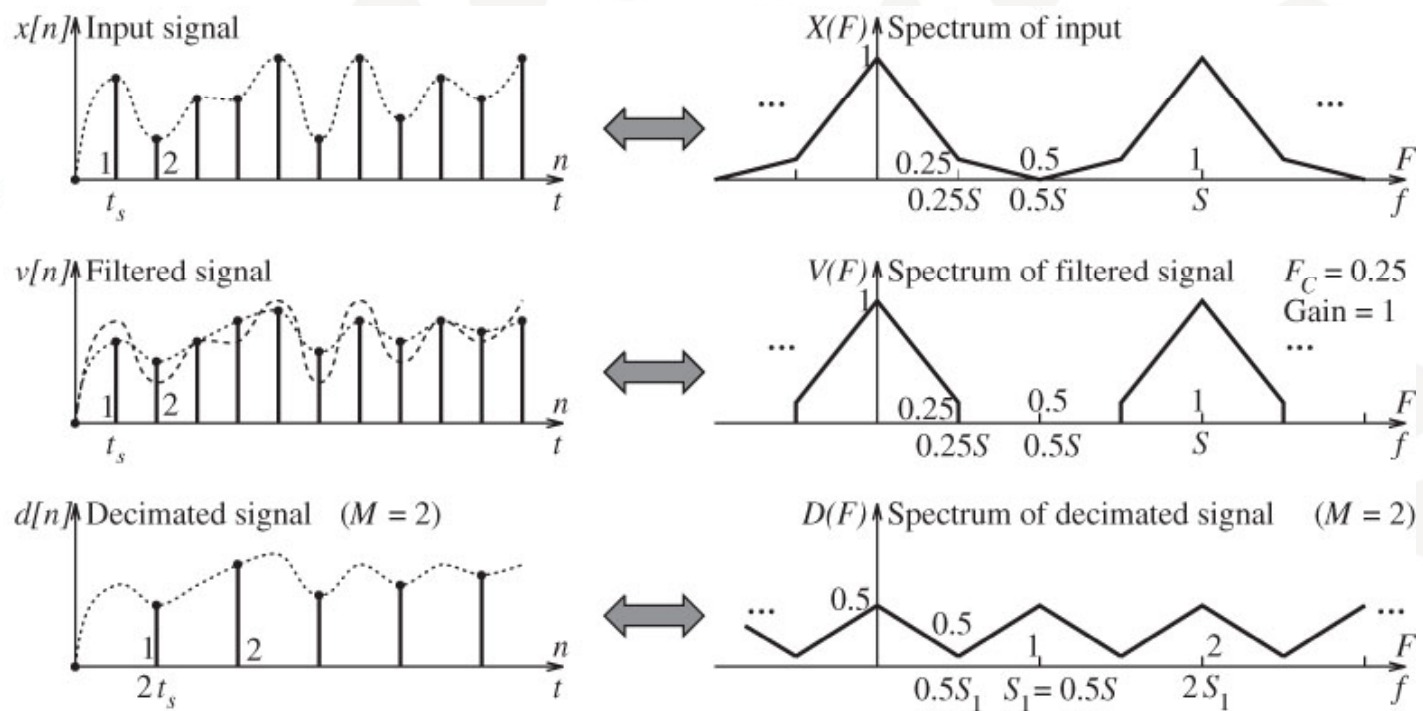 x[n] Input signal
1 2 n
t_s t
X(F) Spectrum of input
1
... ...
0.25 0.5 1 F
0.25S 0.5S S f
v[n] Filtered signal
1 2 n
t_s t
V(F) Spectrum of filtered signal F_C = 0.25
1 Gain = 1
... ...
0.25 0.5 1 F
0.25S 0.5S S f
d[n] Decimated signal (M = 2)
1 2 n
2t_s t
D(F) Spectrum of decimated signal (M = 2)
... 0.5 ...
0.5 1 2 F
0.5S_1 S_1 = 0.5S 2S_1 f